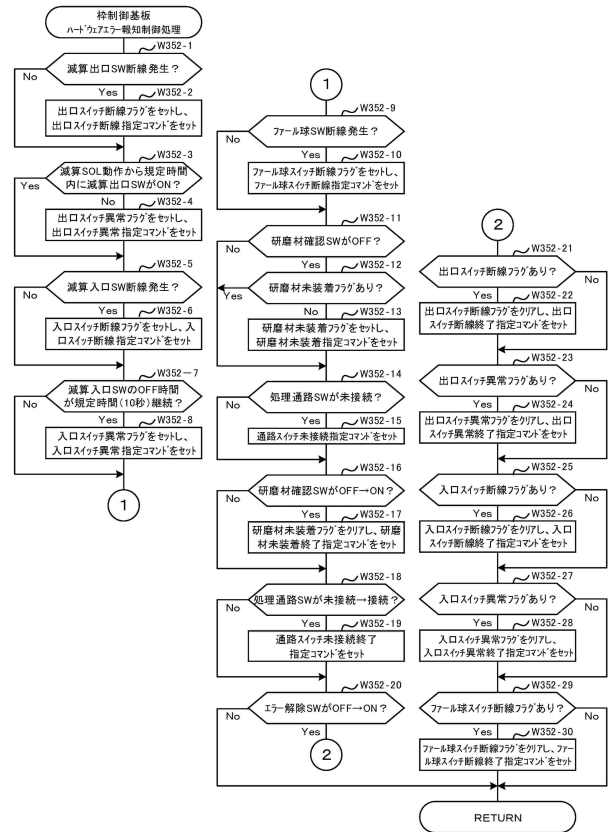 枠制御基板
ハードウェアエラー報知制御処理
W352-1
減算出口SW断線発生？
No
Yes
W352-2
出口スイッチ断線フラグをセットし、
出口スイッチ断線指定コマンドをセット
W352-3
減算SOL動作から規定時間
内に減算出口SWがON？
Yes
No
W352-4
出口スイッチ異常フラグをセットし、
出口スイッチ異常指定コマンドをセット
W352-5
減算入口SW断線発生？
No
Yes
W352-6
入口スイッチ断線フラグをセットし、入
口スイッチ断線指定コマンドをセット
W352－7
減算入口SWのOFF時間
が規定時間(10秒)継続？
No
Yes
W352-8
入口スイッチ異常フラグをセットし、
入口スイッチ異常指定コマンドをセット
1
1
W352-9
ファール球SW断線発生？
No
Yes
W352-10
ファール球スイッチ断線フラグをセットし、
ファール球スイッチ断線指定コマンドをセット
W352-11
研磨材確認SWがOFF？
No
Yes
W352-12
研磨材未装着フラグあり？
Yes
No
W352-13
研磨材未装着フラグをセットし、
研磨材未装着指定コマンドをセット
W352-14
処理通路SWが未接続？
No
Yes
W352-15
通路スイッチ未接続指定コマンドをセット
W352-16
研磨材確認SWがOFF→ON？
No
Yes
W352-17
研磨材未装着フラグをクリアし、研磨
材未装着終了指定コマンドをセット
W352-18
処理通路SWが未接続→接続？
No
Yes
W352-19
通路スイッチ未接続終了
指定コマンドをセット
W352-20
エラー解除SWがOFF→ON？
No
Yes
2
2
W352-21
出口スイッチ断線フラグあり？
No
Yes
W352-22
出口スイッチ断線フラグをクリアし、出口
スイッチ断線終了指定コマンドをセット
W352-23
出口スイッチ異常フラグあり？
No
Yes
W352-24
出口スイッチ異常フラグをクリアし、出口
スイッチ異常終了指定コマンドをセット
W352-25
入口スイッチ断線フラグあり？
No
Yes
W352-26
入口スイッチ断線フラグをクリアし、入口
スイッチ断線終了指定コマンドをセット
W352-27
入口スイッチ異常フラグあり？
No
Yes
W352-28
入口スイッチ異常フラグをクリアし、
入口スイッチ異常終了指定コマンドをセット
W352-29
ファール球スイッチ断線フラグあり？
No
Yes
W352-30
ファール球スイッチ断線フラグをクリアし、ファー
ル球スイッチ断線終了指定コマンドをセット
RETURN